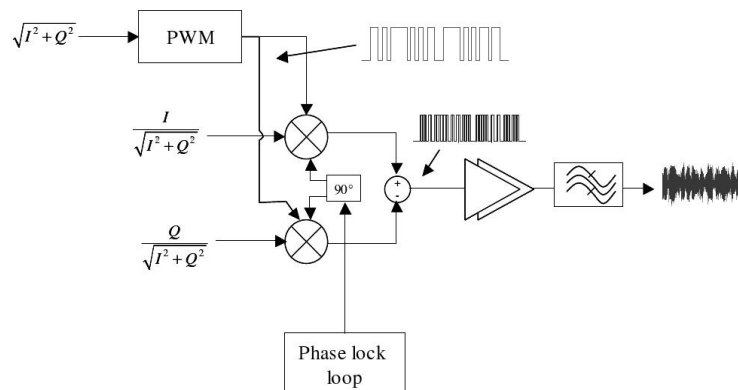 √(I² + Q²)
PWM
I / √(I² + Q²)
90°
+
-
Q / √(I² + Q²)
Phase lock
loop